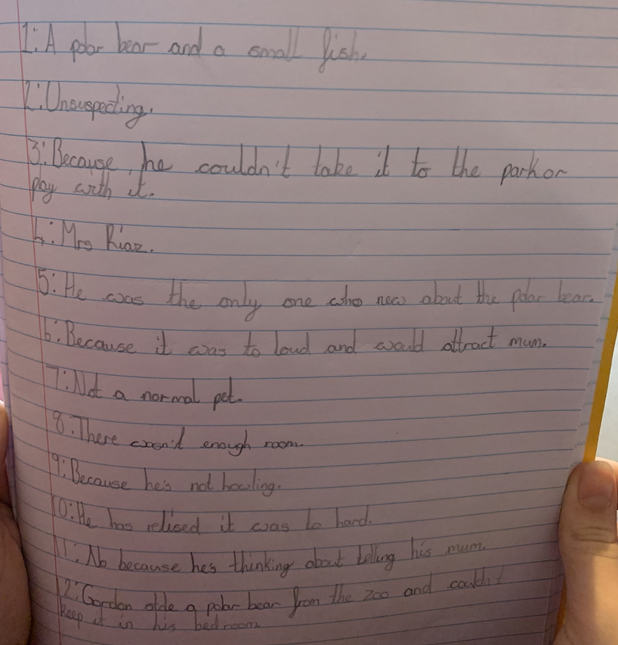 1: A polar bear and a small fish.
2: Unsuspecting.
3: Because, he couldn't take it to the park or
pay with it.
4: Mrs Riaz.
5: He was the only one who new about the polar bear.
6: Because it was to loud and would attract mum.
7: Not a normal pet.
8: There wasn't enough room.
9: Because he's not howling.
10: He has relised it was to hard.
11: No because hes thinking about telling his mum.
12: Gordon olde a polar bear from the zoo and couldn't
keep it in his bedroom